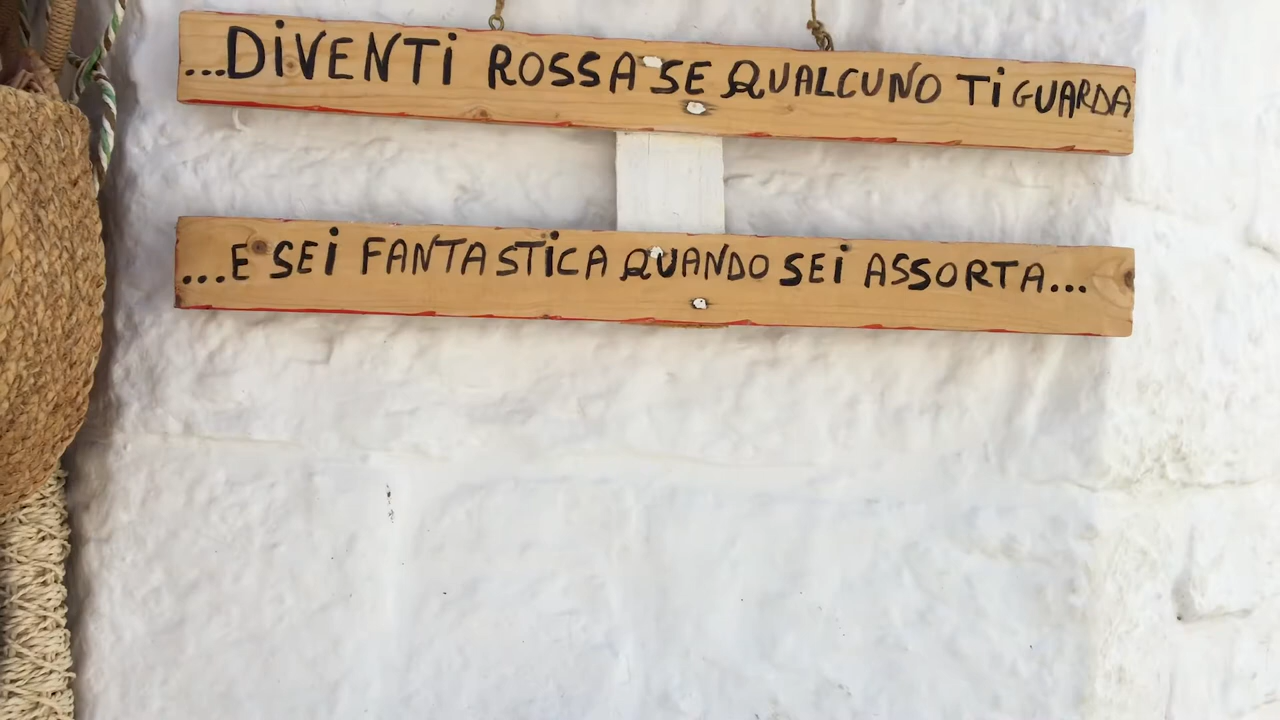 ...DiVENTi ROSSA SE QUALCUNO Ti GUARDA
...E SEi FANTASTiCA QUANDO SEi ASSORTA...